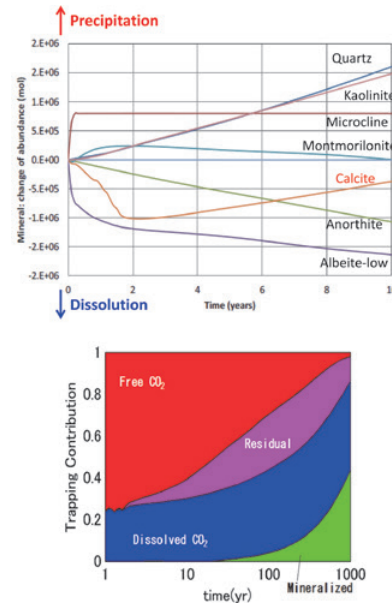 Precipitation
2.E+06
2.E+06
1.E+06
5.E+05
0.E+00
-5.E+05
-1.E+06
-2.E+06
-2.E+06
Mineral: change of abundance (mol)
Quartz
Kaolinite
Microcline
Montmorilonite
Calcite
Anorthite
Albeite-low
0 2 4 6 8 10
Time (years)
Dissolution
1
0.8
0.6
0.4
0.2
0
Trapping Contribution
Free CO₂
Residual
Dissolved CO₂
1 10 100 1000
Mineralized
time(yr)